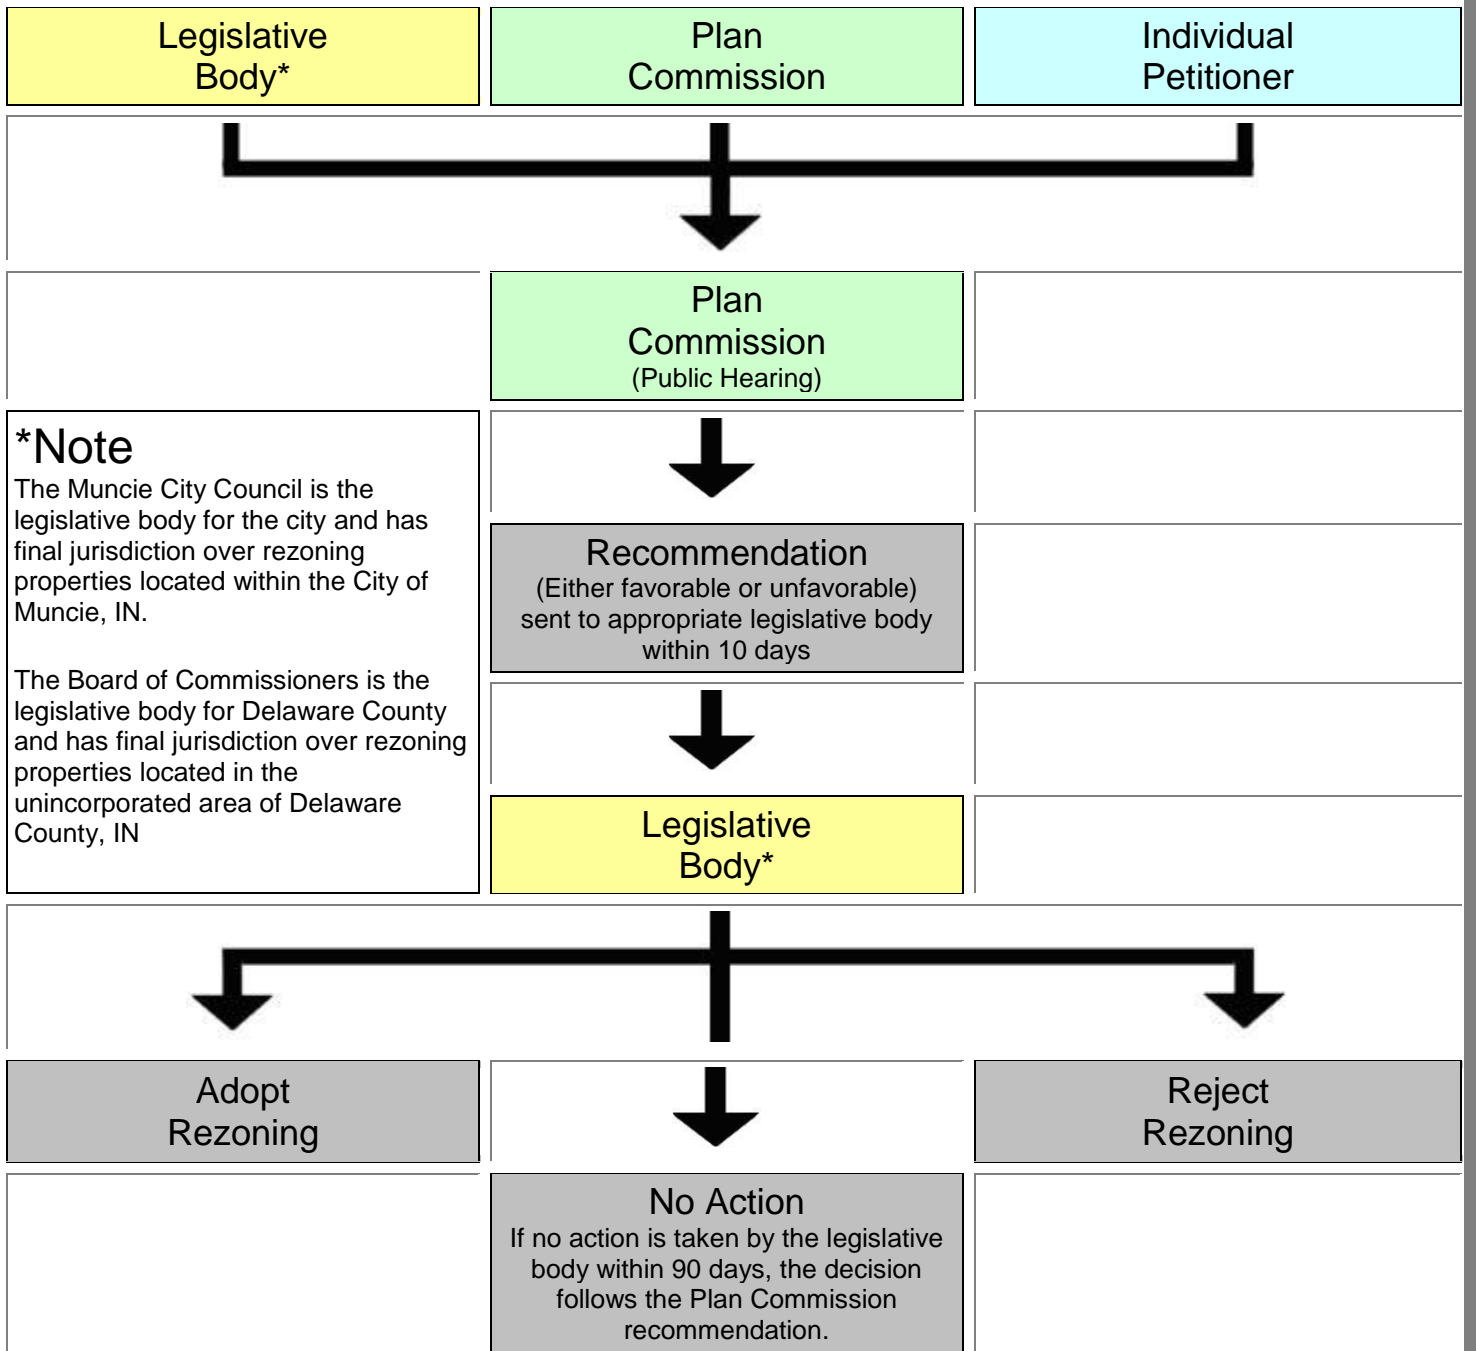 Legislative
Body*
Plan
Commission
Individual
Petitioner
Plan
Commission
(Public Hearing)
*Note
The Muncie City Council is the
legislative body for the city and has
final jurisdiction over rezoning
properties located within the City of
Muncie, IN.
The Board of Commissioners is the
legislative body for Delaware County
and has final jurisdiction over rezoning
properties located in the
unincorporated area of Delaware
County, IN
Recommendation
(Either favorable or unfavorable)
sent to appropriate legislative body
within 10 days
Legislative
Body*
Adopt
Rezoning
Reject
Rezoning
No Action
If no action is taken by the legislative
body within 90 days, the decision
follows the Plan Commission
recommendation.